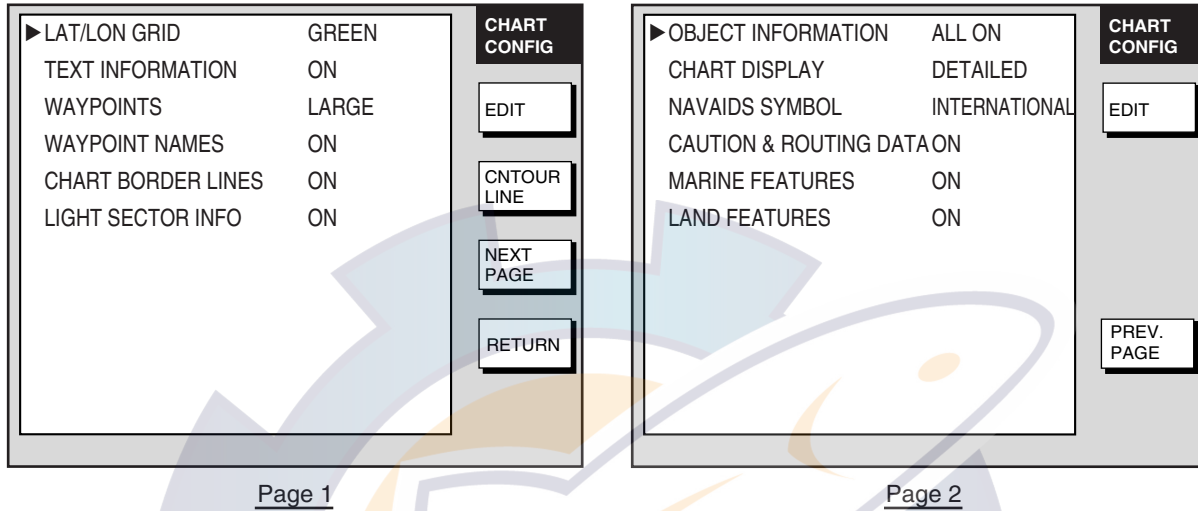 ▶LAT/LON GRID GREEN
TEXT INFORMATION ON
WAYPOINTS LARGE
WAYPOINT NAMES ON
CHART BORDER LINES ON
LIGHT SECTOR INFO ON
CHART
CONFIG
EDIT
CNTOUR
LINE
NEXT
PAGE
RETURN
Page 1
▶OBJECT INFORMATION ALL ON
CHART DISPLAY DETAILED
NAVAIDS SYMBOL INTERNATIONAL
CAUTION & ROUTING DATA ON
MARINE FEATURES ON
LAND FEATURES ON
CHART
CONFIG
EDIT
PREV.
PAGE
Page 2